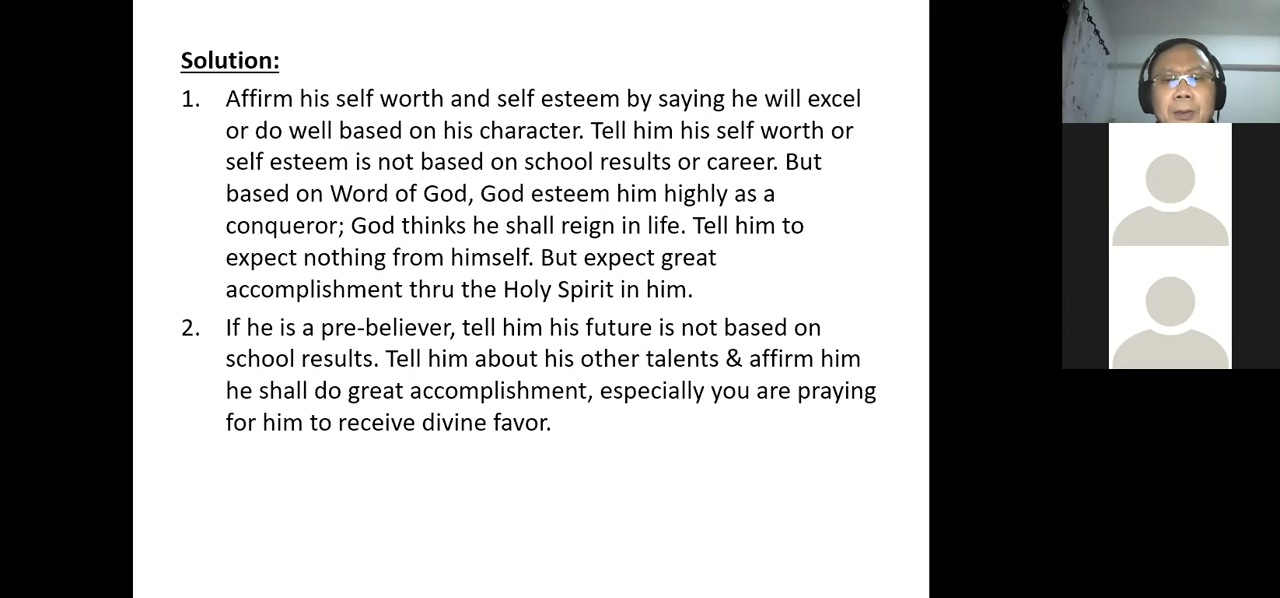 Solution:
1. Affirm his self worth and self esteem by saying he will excel
or do well based on his character. Tell him his self worth or
self esteem is not based on school results or career. But
based on Word of God, God esteem him highly as a
conqueror; God thinks he shall reign in life. Tell him to
expect nothing from himself. But expect great
accomplishment thru the Holy Spirit in him.
2. If he is a pre-believer, tell him his future is not based on
school results. Tell him about his other talents & affirm him
he shall do great accomplishment, especially you are praying
for him to receive divine favor.